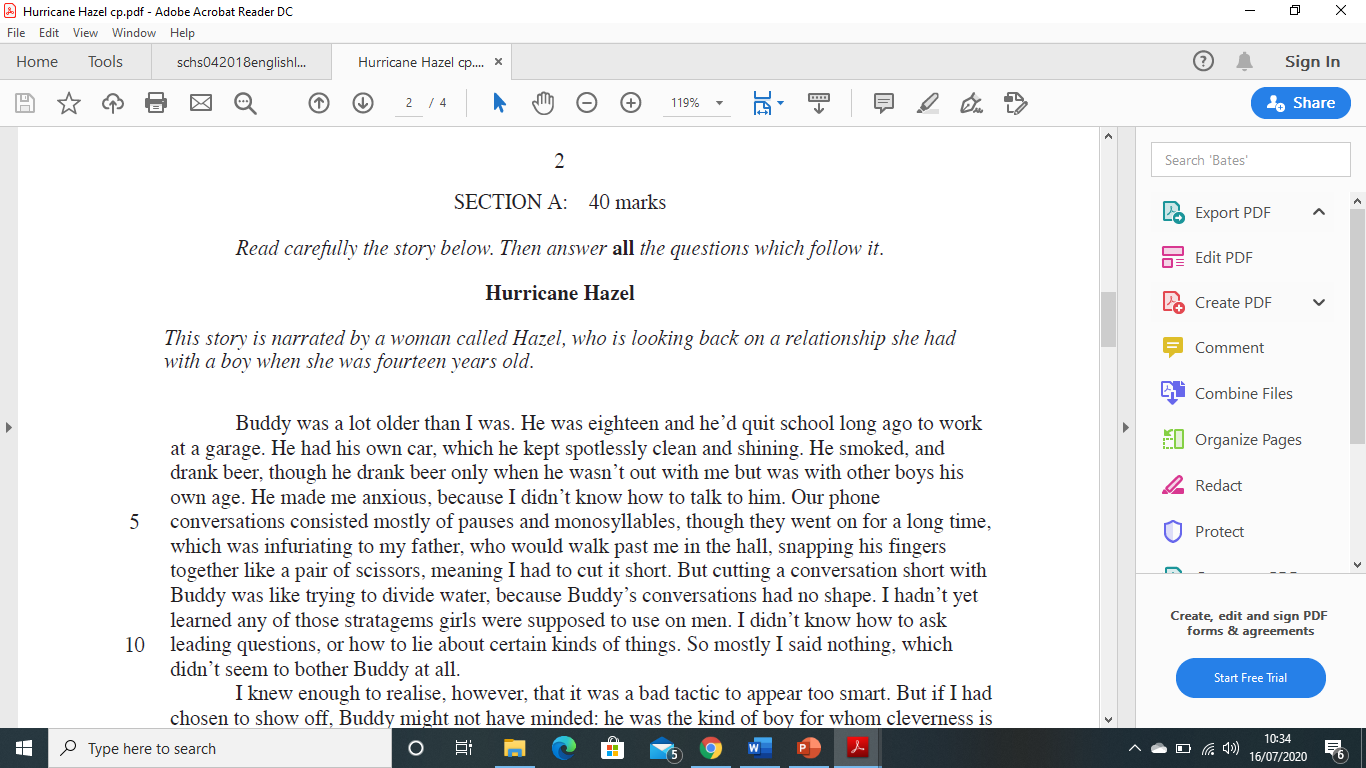 Hurricane Hazel cp.pdf - Adobe Acrobat Reader DC
File Edit View Window Help
Home Tools schs042018englishl... Hurricane Hazel cp.... × Sign In
2 / 4 119% Share
2
SECTION A: 40 marks
Read carefully the story below. Then answer all the questions which follow it.
Hurricane Hazel
This story is narrated by a woman called Hazel, who is looking back on a relationship she had
with a boy when she was fourteen years old.
Buddy was a lot older than I was. He was eighteen and he’d quit school long ago to work
at a garage. He had his own car, which he kept spotlessly clean and shining. He smoked, and
drank beer, though he drank beer only when he wasn’t out with me but was with other boys his
own age. He made me anxious, because I didn’t know how to talk to him. Our phone
5 conversations consisted mostly of pauses and monosyllables, though they went on for a long time,
which was infuriating to my father, who would walk past me in the hall, snapping his fingers
together like a pair of scissors, meaning I had to cut it short. But cutting a conversation short with
Buddy was like trying to divide water, because Buddy’s conversations had no shape. I hadn’t yet
learned any of those stratagems girls were supposed to use on men. I didn’t know how to ask
10 leading questions, or how to lie about certain kinds of things. So mostly I said nothing, which
didn’t seem to bother Buddy at all.
I knew enough to realise, however, that it was a bad tactic to appear too smart. But if I had
chosen to show off, Buddy might not have minded: he was the kind of boy for whom cleverness is
Search 'Bates'
Export PDF
Edit PDF
Create PDF
Comment
Combine Files
Organize Pages
Redact
Protect
Create, edit and sign PDF
forms & agreements
Start Free Trial
Type here to search
5
10:34
16/07/2020
6